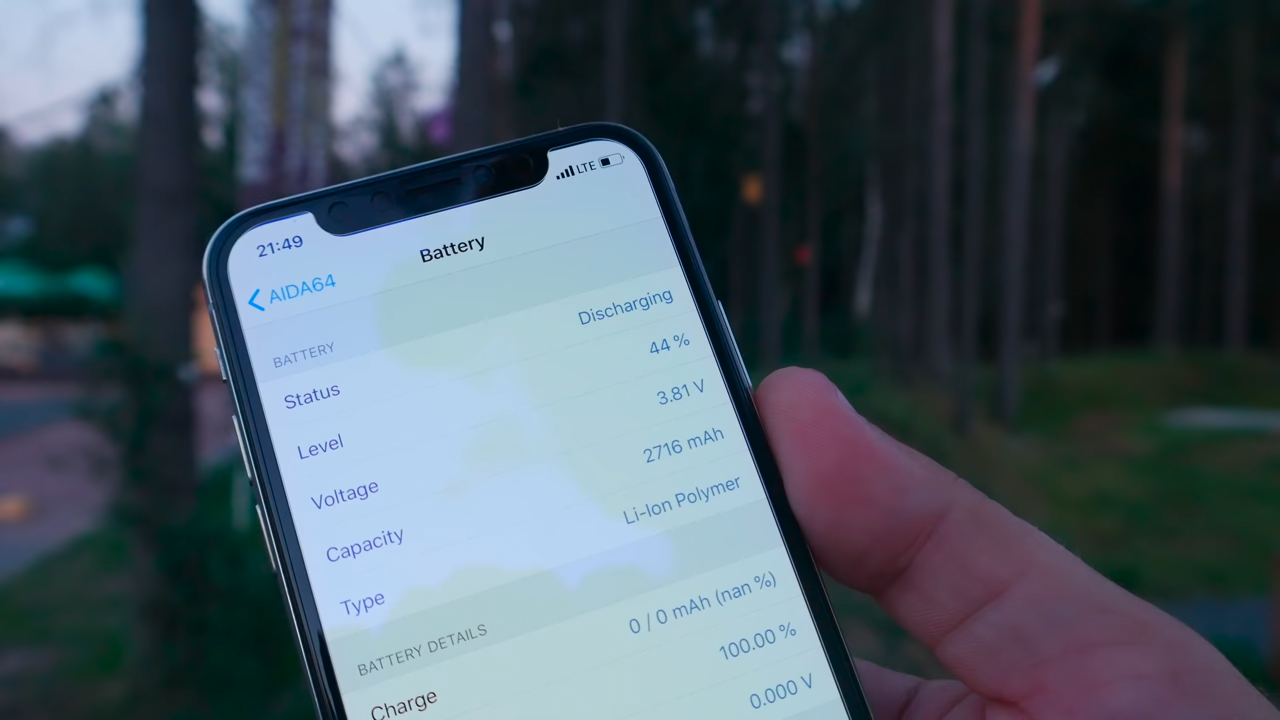 21:49 LTE
AIDA64 Battery
BATTERY
Status Discharging
Level 44%
Voltage 3.81 V
Capacity 2716 mAh
Type Li-Ion Polymer
BATTERY DETAILS
Charge 0 / 0 mAh (nan %)
100.00 %
0.000 V